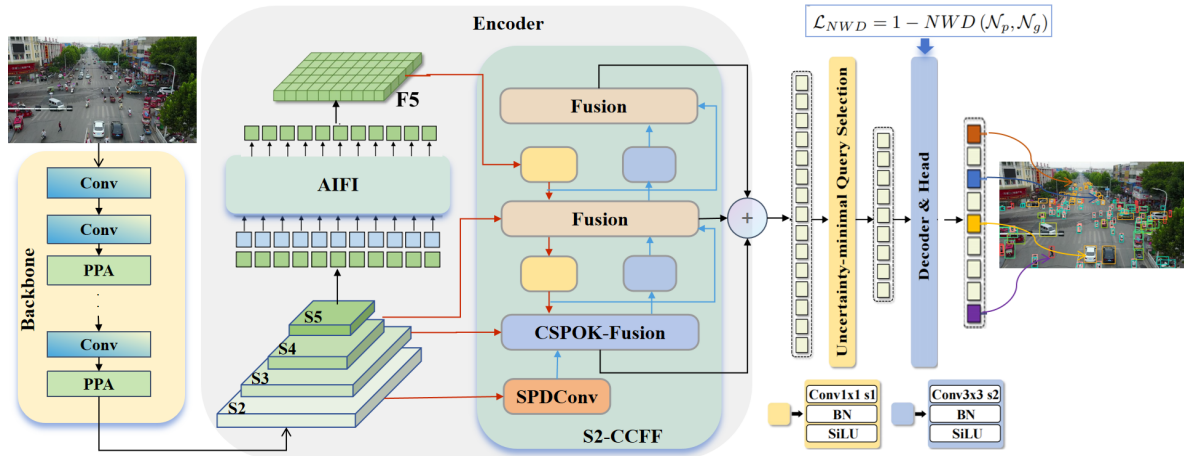 Encoder
ℒ_NWD = 1 − NWD (𝒩_p, 𝒩_g)
F5
Fusion
Backbone
Conv
Conv
PPA
. . .
Conv
PPA
AIFI
Fusion
S5
S4
S3
S2
CSPOK-Fusion
SPDConv
S2-CCFF
+
Uncertainty-minimal Query Selection
Decoder & Head
Conv1x1 s1
BN
SiLU
Conv3x3 s2
BN
SiLU